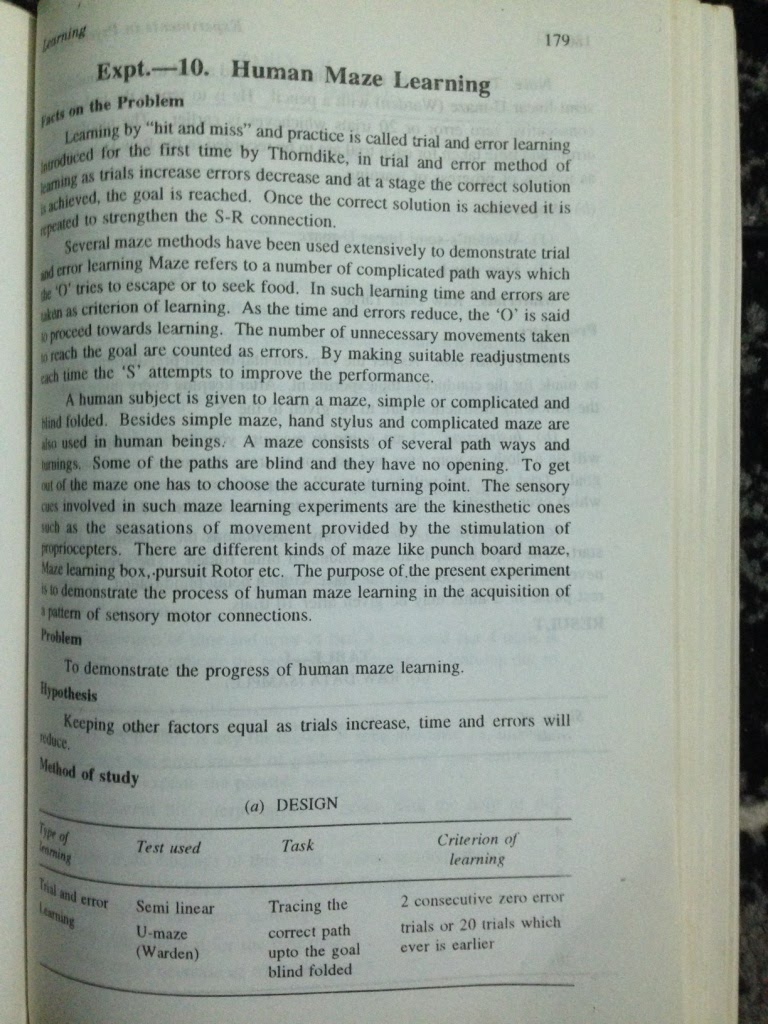 Learning
179
Expt.—10. Human Maze Learning
Facts on the Problem
Learning by "hit and miss" and practice is called trial and error learning
introduced for the first time by Thorndike, in trial and error method of
learning as trials increase errors decrease and at a stage the correct solution
is achieved, the goal is reached. Once the correct solution is achieved it is
repeated to strengthen the S-R connection.
Several maze methods have been used extensively to demonstrate trial
and error learning Maze refers to a number of complicated path ways which
the 'O' tries to escape or to seek food. In such learning time and errors are
taken as criterion of learning. As the time and errors reduce, the 'O' is said
to proceed towards learning. The number of unnecessary movements taken
to reach the goal are counted as errors. By making suitable readjustments
each time the 'S' attempts to improve the performance.
A human subject is given to learn a maze, simple or complicated and
blind folded. Besides simple maze, hand stylus and complicated maze are
also used in human beings. A maze consists of several path ways and
turnings. Some of the paths are blind and they have no opening. To get
out of the maze one has to choose the accurate turning point. The sensory
cues involved in such maze learning experiments are the kinesthetic ones
such as the seasations of movement provided by the stimulation of
propriocepters. There are different kinds of maze like punch board maze,
Maze learning box, pursuit Rotor etc. The purpose of the present experiment
is to demonstrate the process of human maze learning in the acquisition of
a pattern of sensory motor connections.
Problem
To demonstrate the progress of human maze learning.
Hypothesis
Keeping other factors equal as trials increase, time and errors will
reduce.
Method of study
(a) DESIGN
Type of learning Test used Task Criterion of learning
Trial and error Learning
Semi linear Tracing the 2 consecutive zero error
U-maze correct path trials or 20 trials which
(Warden) upto the goal ever is earlier
blind folded